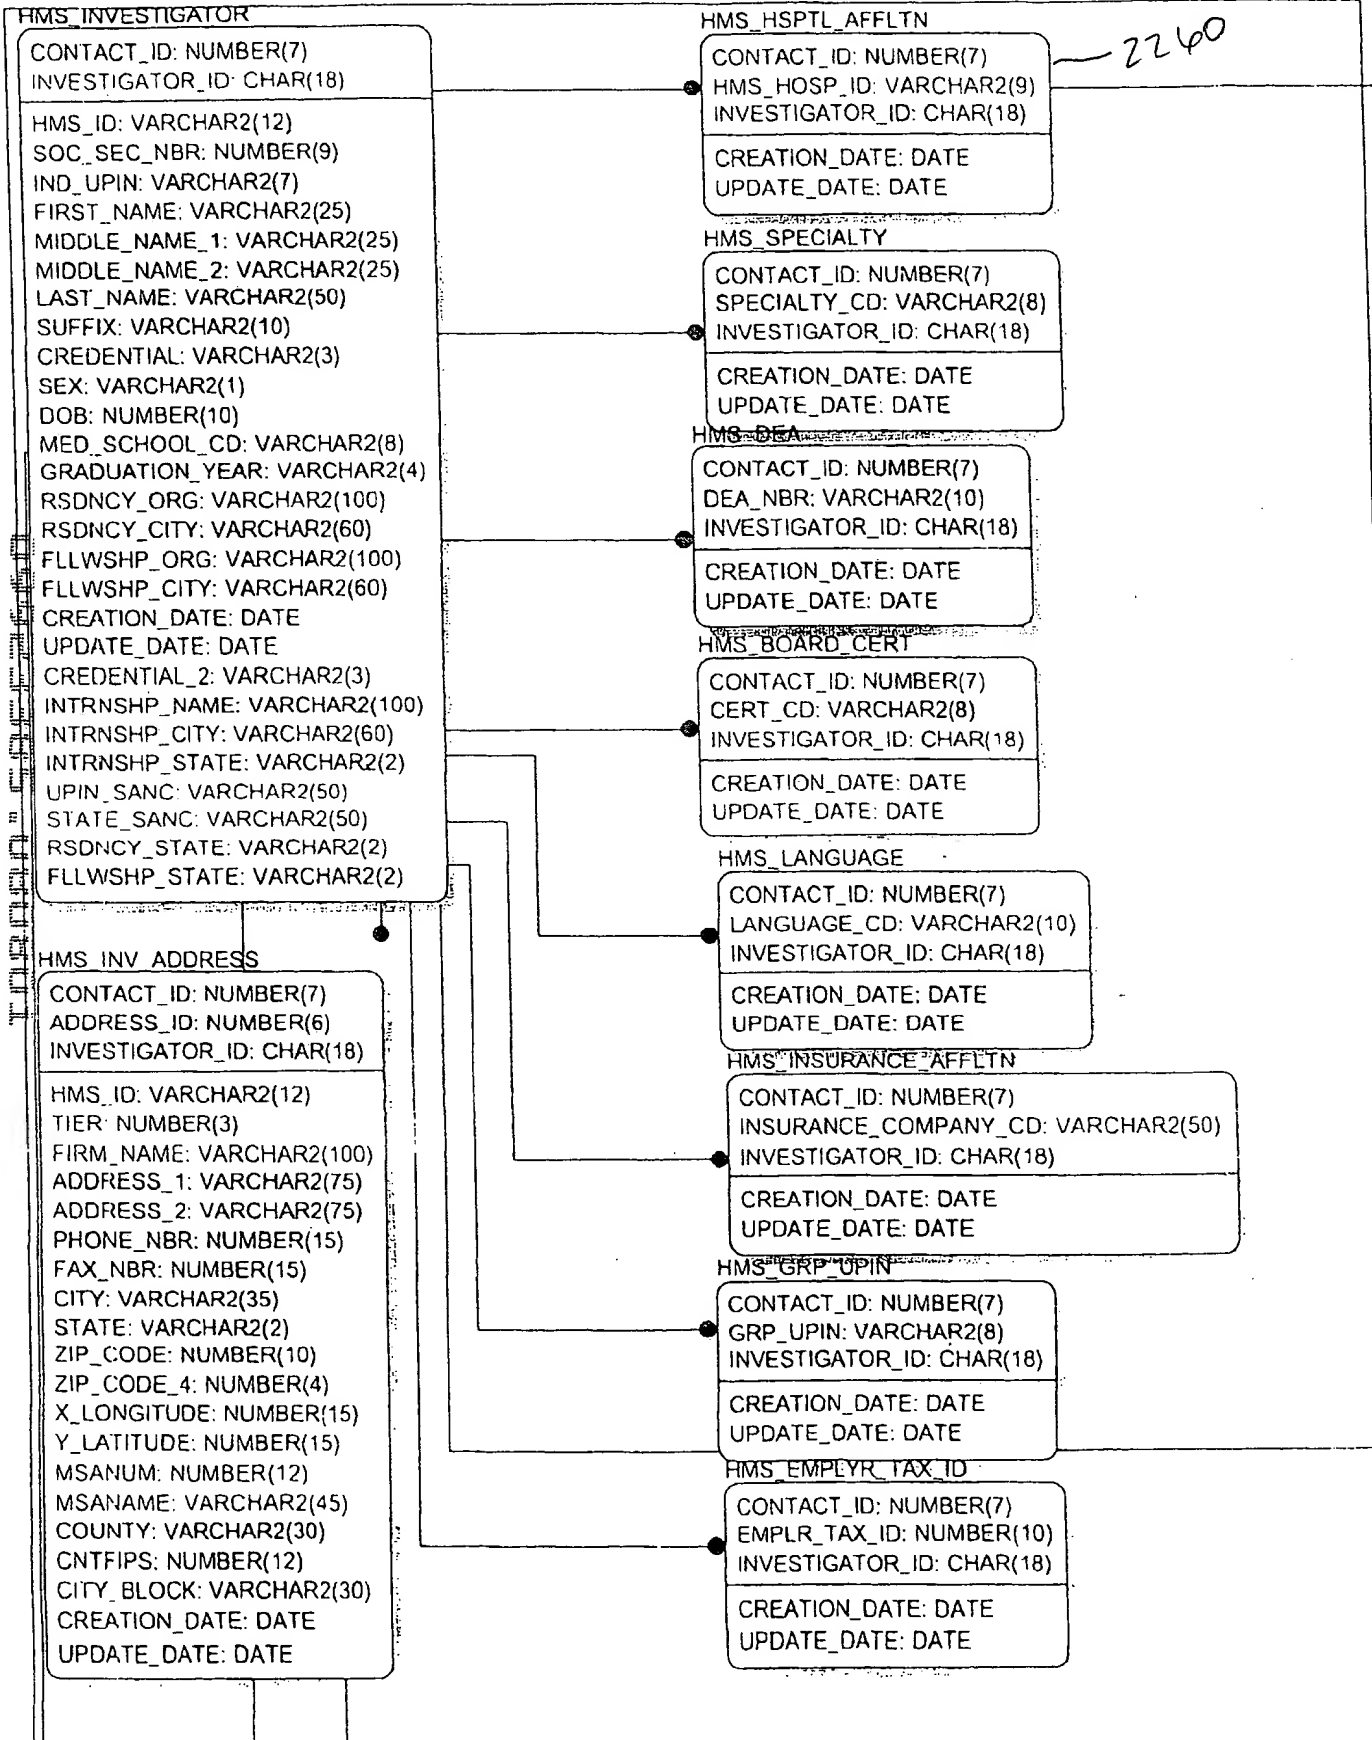 HMS_INVESTIGATOR
CONTACT_ID: NUMBER(7)
INVESTIGATOR_ID: CHAR(18)
HMS_ID: VARCHAR2(12)
SOC_SEC_NBR: NUMBER(9)
IND_UPIN: VARCHAR2(7)
FIRST_NAME: VARCHAR2(25)
MIDDLE_NAME_1: VARCHAR2(25)
MIDDLE_NAME_2: VARCHAR2(25)
LAST_NAME: VARCHAR2(50)
SUFFIX: VARCHAR2(10)
CREDENTIAL: VARCHAR2(3)
SEX: VARCHAR2(1)
DOB: NUMBER(10)
MED_SCHOOL_CD: VARCHAR2(8)
GRADUATION_YEAR: VARCHAR2(4)
RSDNCY_ORG: VARCHAR2(100)
RSDNCY_CITY: VARCHAR2(60)
FLLWSHP_ORG: VARCHAR2(100)
FLLWSHP_CITY: VARCHAR2(60)
CREATION_DATE: DATE
UPDATE_DATE: DATE
CREDENTIAL_2: VARCHAR2(3)
INTRNSHP_NAME: VARCHAR2(100)
INTRNSHP_CITY: VARCHAR2(60)
INTRNSHP_STATE: VARCHAR2(2)
UPIN_SANC: VARCHAR2(50)
STATE_SANC: VARCHAR2(50)
RSDNCY_STATE: VARCHAR2(2)
FLLWSHP_STATE: VARCHAR2(2)
HMS_INV_ADDRESS
CONTACT_ID: NUMBER(7)
ADDRESS_ID: NUMBER(6)
INVESTIGATOR_ID: CHAR(18)
HMS_ID: VARCHAR2(12)
TIER: NUMBER(3)
FIRM_NAME: VARCHAR2(100)
ADDRESS_1: VARCHAR2(75)
ADDRESS_2: VARCHAR2(75)
PHONE_NBR: NUMBER(15)
FAX_NBR: NUMBER(15)
CITY: VARCHAR2(35)
STATE: VARCHAR2(2)
ZIP_CODE: NUMBER(10)
ZIP_CODE_4: NUMBER(4)
X_LONGITUDE: NUMBER(15)
Y_LATITUDE: NUMBER(15)
MSANUM: NUMBER(12)
MSANAME: VARCHAR2(45)
COUNTY: VARCHAR2(30)
CNTFIPS: NUMBER(12)
CITY_BLOCK: VARCHAR2(30)
CREATION_DATE: DATE
UPDATE_DATE: DATE
HMS_HSPTL_AFFLTN
2260
CONTACT_ID: NUMBER(7)
HMS_HOSP_ID: VARCHAR2(9)
INVESTIGATOR_ID: CHAR(18)
CREATION_DATE: DATE
UPDATE_DATE: DATE
HMS_SPECIALTY
CONTACT_ID: NUMBER(7)
SPECIALTY_CD: VARCHAR2(8)
INVESTIGATOR_ID: CHAR(18)
CREATION_DATE: DATE
UPDATE_DATE: DATE
HMS_DEA
CONTACT_ID: NUMBER(7)
DEA_NBR: VARCHAR2(10)
INVESTIGATOR_ID: CHAR(18)
CREATION_DATE: DATE
UPDATE_DATE: DATE
HMS_BOARD_CERT
CONTACT_ID: NUMBER(7)
CERT_CD: VARCHAR2(8)
INVESTIGATOR_ID: CHAR(18)
CREATION_DATE: DATE
UPDATE_DATE: DATE
HMS_LANGUAGE
CONTACT_ID: NUMBER(7)
LANGUAGE_CD: VARCHAR2(10)
INVESTIGATOR_ID: CHAR(18)
CREATION_DATE: DATE
UPDATE_DATE: DATE
HMS_INSURANCE_AFFLTN
CONTACT_ID: NUMBER(7)
INSURANCE_COMPANY_CD: VARCHAR2(50)
INVESTIGATOR_ID: CHAR(18)
CREATION_DATE: DATE
UPDATE_DATE: DATE
HMS_GRP_UPIN
CONTACT_ID: NUMBER(7)
GRP_UPIN: VARCHAR2(8)
INVESTIGATOR_ID: CHAR(18)
CREATION_DATE: DATE
UPDATE_DATE: DATE
HMS_EMPLYR_TAX_ID
CONTACT_ID: NUMBER(7)
EMPLR_TAX_ID: NUMBER(10)
INVESTIGATOR_ID: CHAR(18)
CREATION_DATE: DATE
UPDATE_DATE: DATE